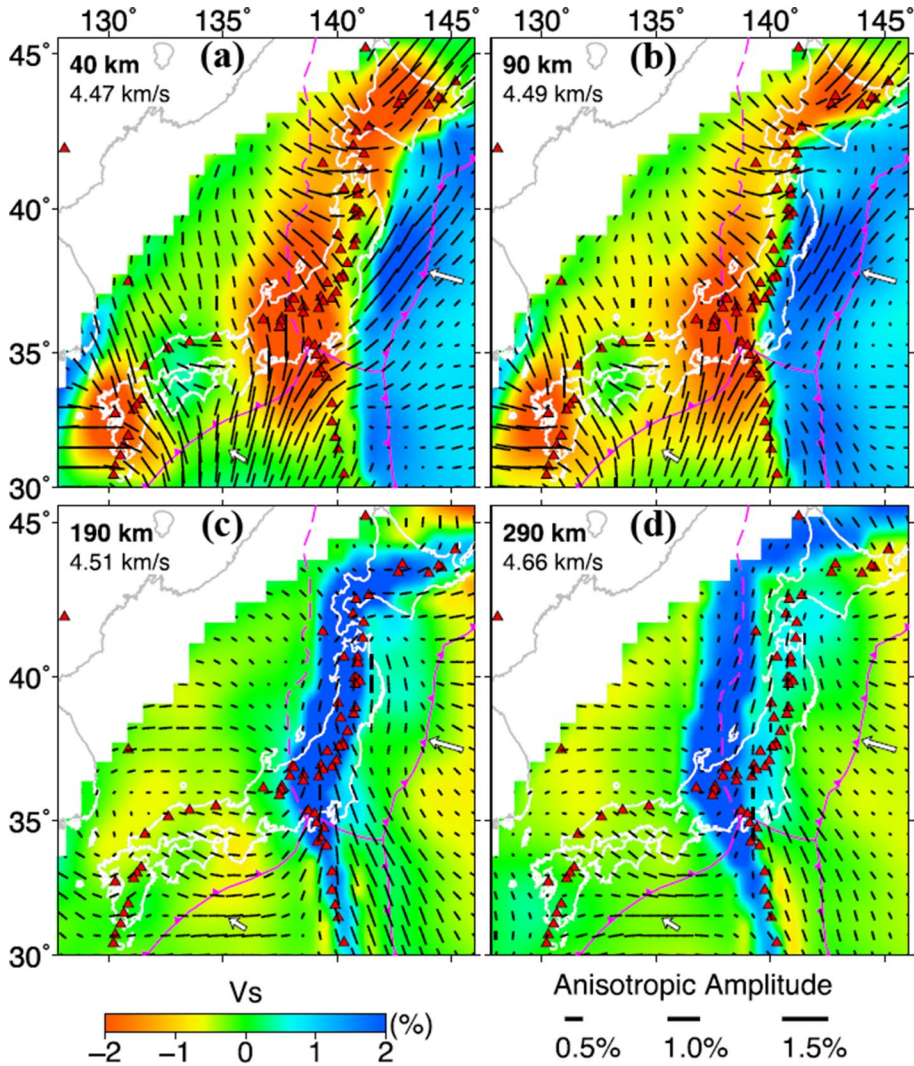 130° 135° 140° 145°
130° 135° 140° 145°
45°
40 km
4.47 km/s
(a)
90 km
4.49 km/s
(b)
45°
40°
40°
35°
35°
30°
30°
45°
190 km
4.51 km/s
(c)
290 km
4.66 km/s
(d)
45°
40°
40°
35°
35°
30°
30°
Vs
(%)
−2 −1 0 1 2
Anisotropic Amplitude
0.5% 1.0% 1.5%